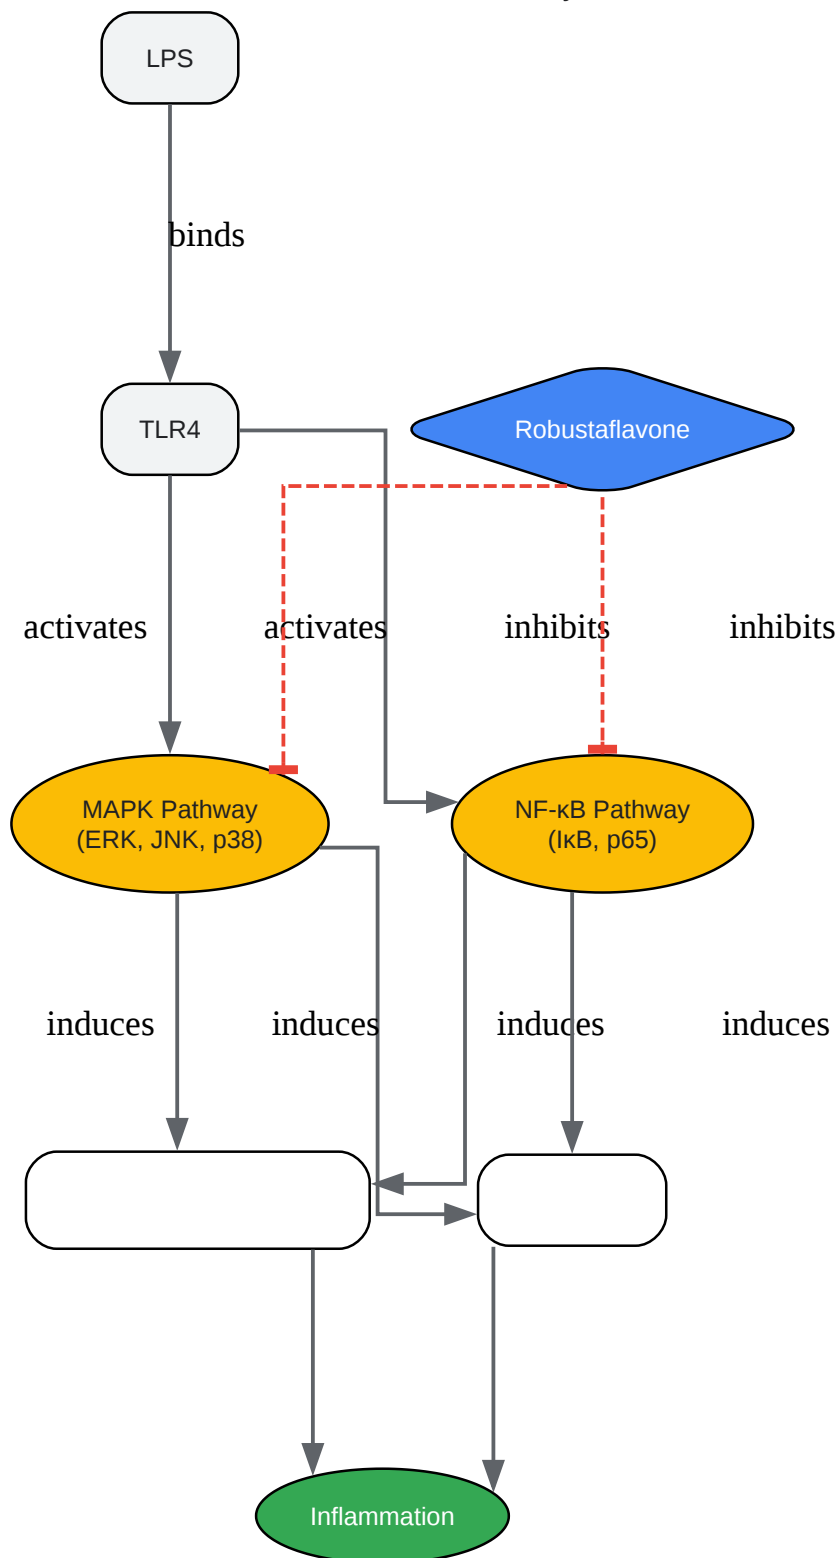 LPS
binds
TLR4
Robustaflavone
activates
activates
inhibits
inhibits
MAPK Pathway
(ERK, JNK, p38)
NF-κB Pathway
(IκB, p65)
induces
induces
induces
induces
Inflammation